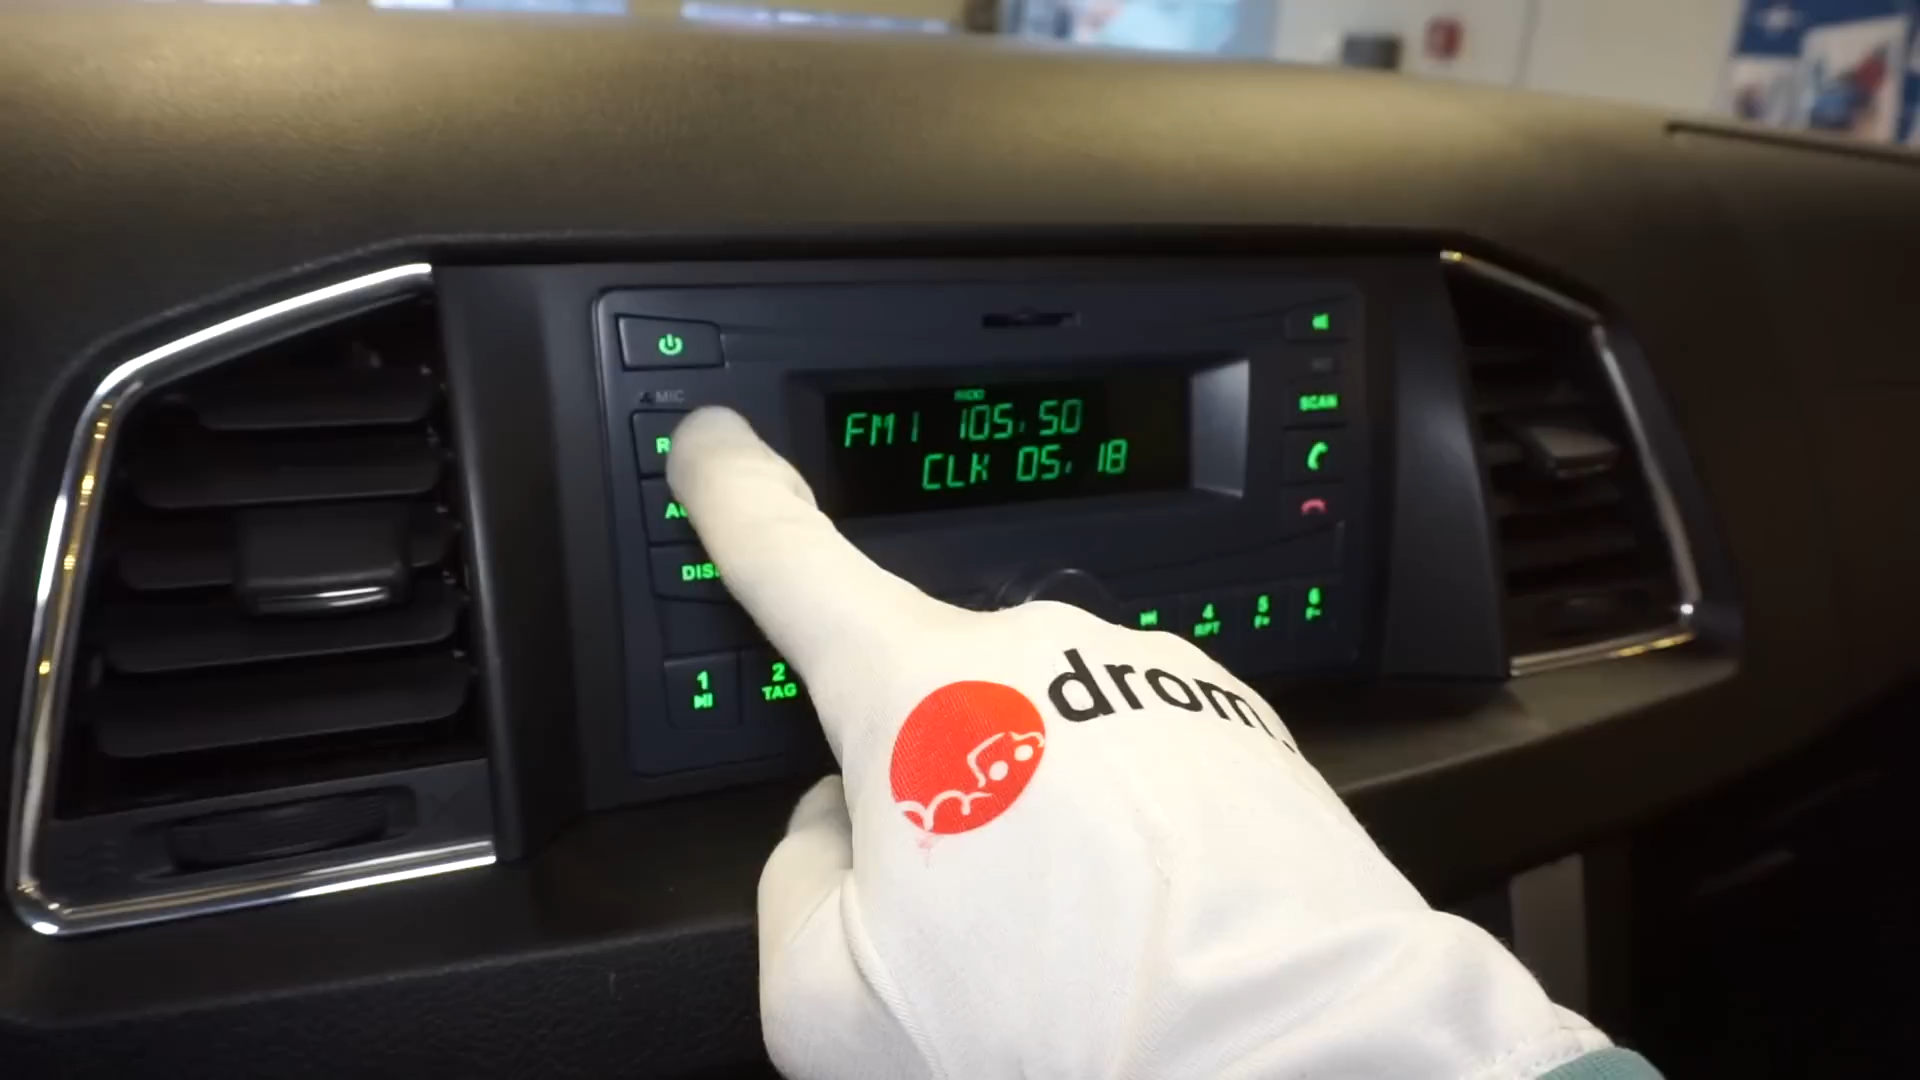 MIC
RADIO
FM1 105.50
CLK 05.18
SCAN
DIS
1
2
TAG
4
RPT
5
F+
6
F-
drom.